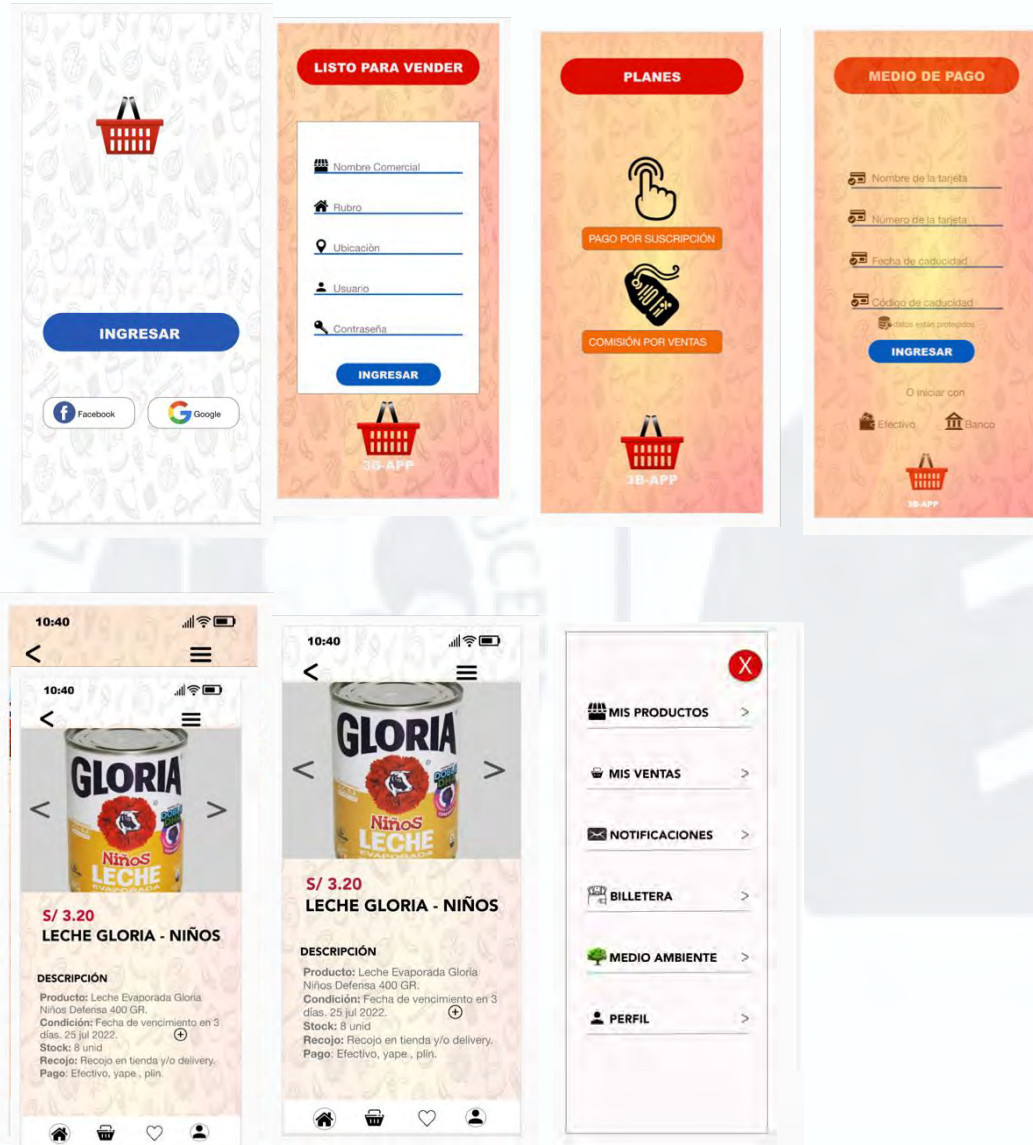 INGRESAR
Facebook
Google
LISTO PARA VENDER
Nombre Comercial
Rubro
Ubicaciòn
Usuario
Contraseña
INGRESAR
3B-APP
PLANES
PAGO POR SUSCRIPCIÓN
COMISIÓN POR VENTAS
3B-APP
MEDIO DE PAGO
Nombre de la tarjeta
Número de la tarjeta
Fecha de caducidad
Código de caducidad
datos están protegidos
INGRESAR
O iniciar con
Efectivo
Banco
3B-APP
10:40
10:40
GLORIA
Niños
LECHE
EVAPORADA
S/ 3.20
LECHE GLORIA - NIÑOS
DESCRIPCIÓN
Producto: Leche Evaporada Gloria
Niños Defensa 400 GR.
Condición: Fecha de vencimiento en 3
días. 25 jul 2022.
Stock: 8 unid
Recojo: Recojo en tienda y/o delivery.
Pago: Efectivo, yape , plin.
10:40
GLORIA
Niños
LECHE
EVAPORADA
S/ 3.20
LECHE GLORIA - NIÑOS
DESCRIPCIÓN
Producto: Leche Evaporada Gloria
Niños Defensa 400 GR.
Condición: Fecha de vencimiento en 3
días. 25 jul 2022.
Stock: 8 unid
Recojo: Recojo en tienda y/o delivery.
Pago: Efectivo, yape , plin.
X
MIS PRODUCTOS >
MIS VENTAS >
NOTIFICACIONES >
BILLETERA >
MEDIO AMBIENTE >
PERFIL >